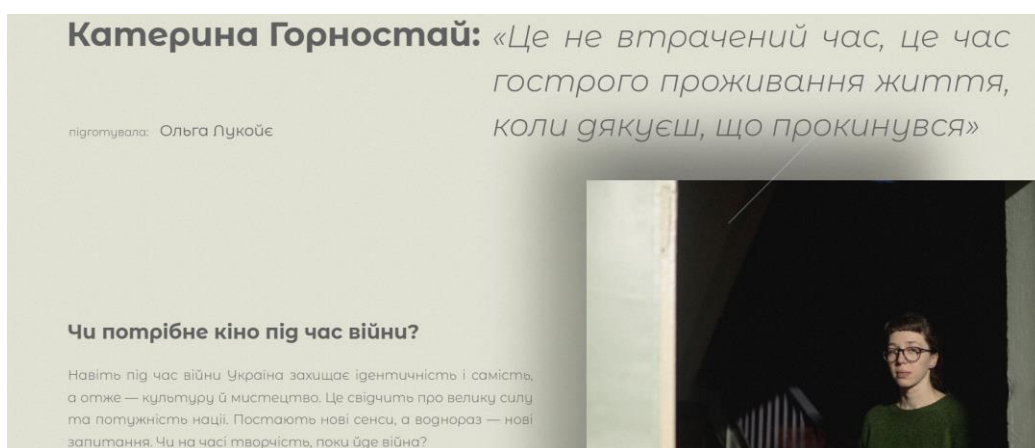 Катерина Горностай: «Це не втрачений час, це час
гострого проживання життя,
коли дякуєш, що прокинувся»
підготувала: Ольга Лукойє
Чи потрібне кіно під час війни?
Навіть під час війни Україна захищає ідентичність і самість,
а отже — культуру й мистецтво. Це свідчить про велику силу
та потужність нації. Постають нові сенси, а водночас — нові
запитання. Чи на часі творчість, поки йде війна?